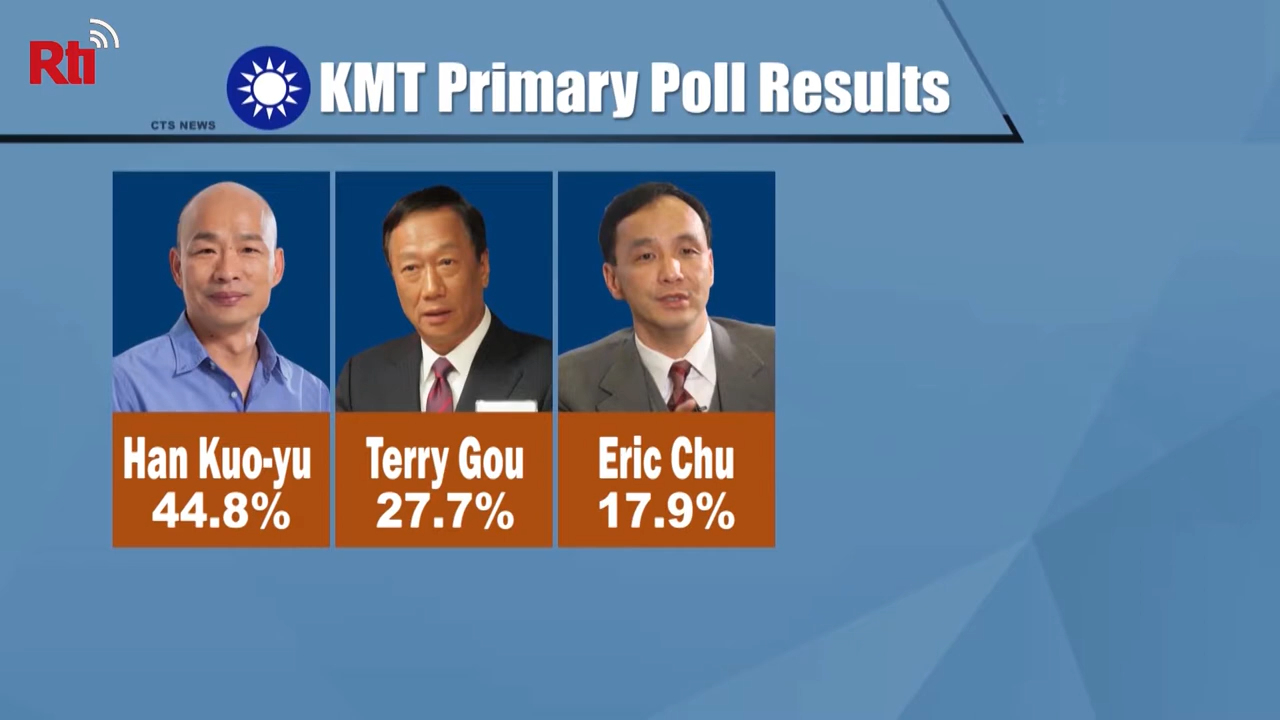 Rti
KMT Primary Poll Results
CTS NEWS
Han Kuo-yu
44.8%
Terry Gou
27.7%
Eric Chu
17.9%